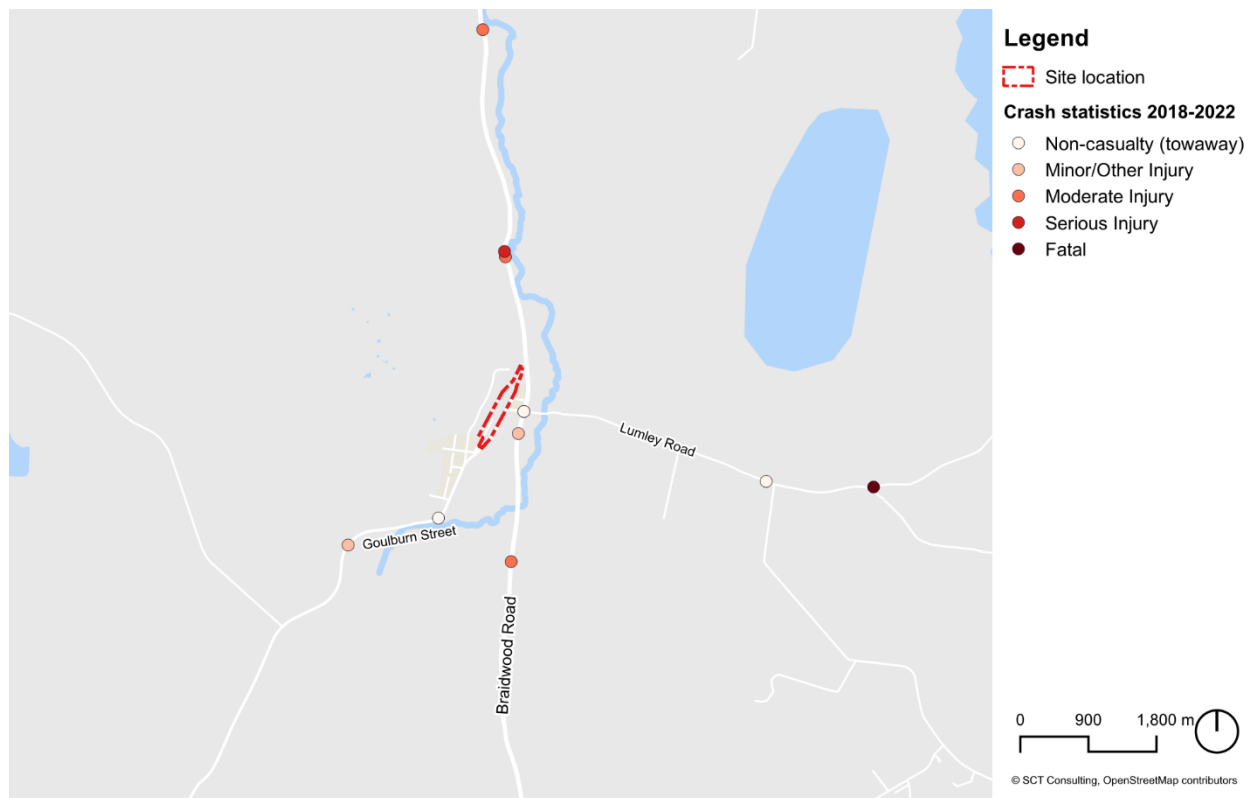 Lumley Road
Goulburn Street
Braidwood Road
Legend
Site location
Crash statistics 2018-2022
Non-casualty (towaway)
Minor/Other Injury
Moderate Injury
Serious Injury
Fatal
0 900 1,800 m
© SCT Consulting, OpenStreetMap contributors